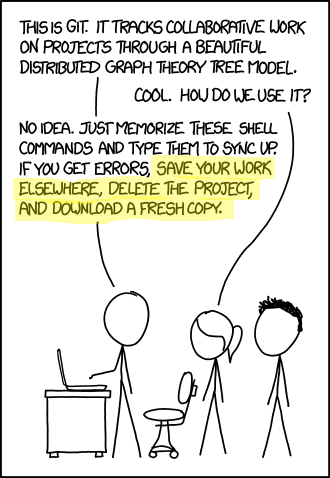 THIS IS GIT. IT TRACKS COLLABORATIVE WORK
ON PROJECTS THROUGH A BEAUTIFUL
DISTRIBUTED GRAPH THEORY TREE MODEL.
COOL. HOW DO WE USE IT?
NO IDEA. JUST MEMORIZE THESE SHELL
COMMANDS AND TYPE THEM TO SYNC UP.
IF YOU GET ERRORS, SAVE YOUR WORK
ELSEWHERE, DELETE THE PROJECT,
AND DOWNLOAD A FRESH COPY.